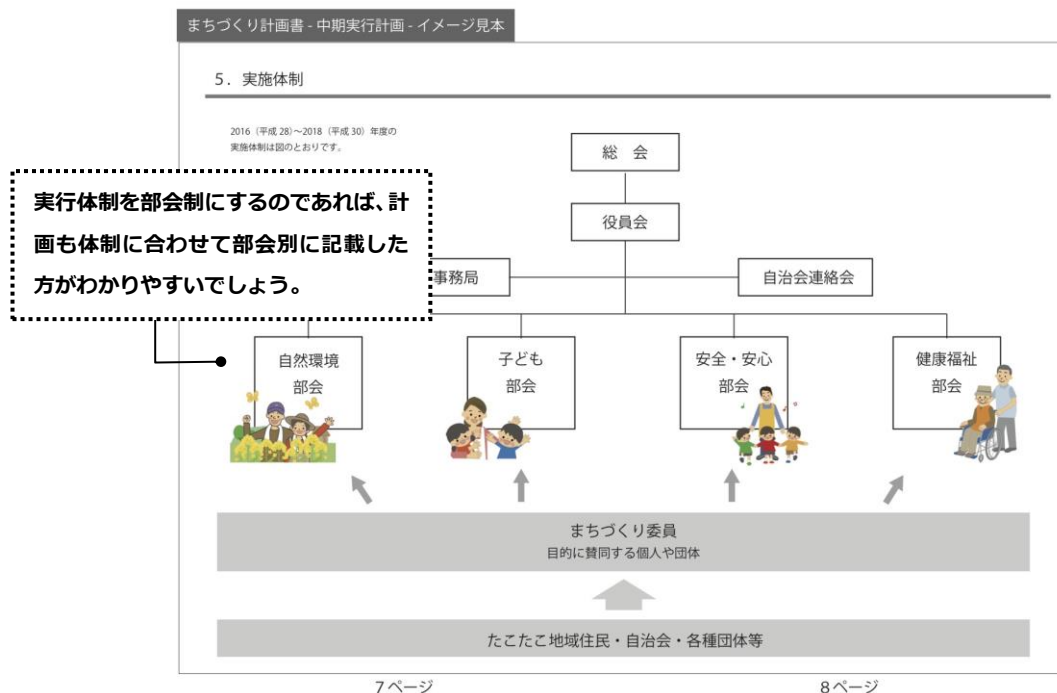 まちづくり計画書 - 中期実行計画 - イメージ見本
5．実施体制
2016（平成 28）～2018（平成 30）年度の
実施体制は図のとおりです。
総　会
実行体制を部会制にするのであれば、計
画も体制に合わせて部会別に記載した
方がわかりやすいでしょう。
役員会
事務局
自治会連絡会
自然環境
部会
子ども
部会
安全・安心
部会
健康福祉
部会
まちづくり委員
目的に賛同する個人や団体
たこたこ地域住民・自治会・各種団体等
7 ページ
8 ページ